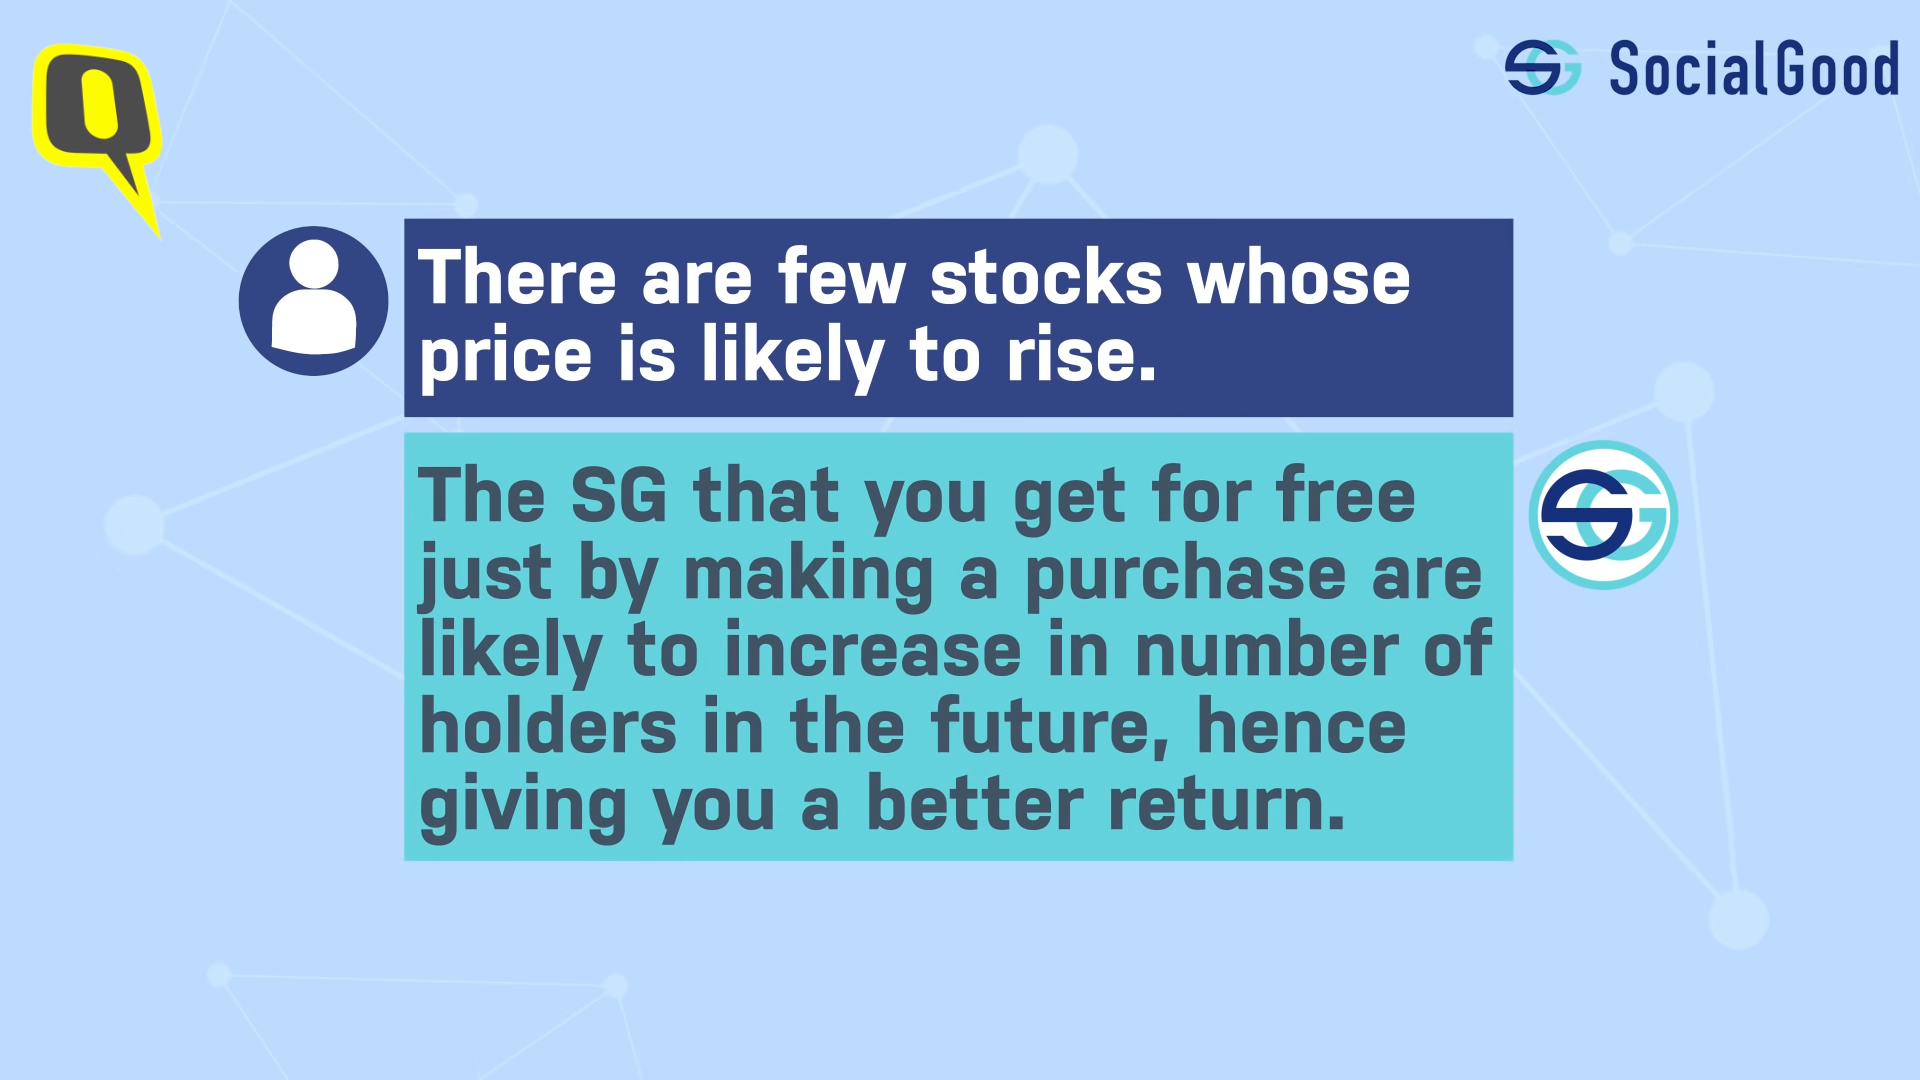 Q
SG SocialGood
There are few stocks whose
price is likely to rise.
The SG that you get for free
just by making a purchase are
likely to increase in number of
holders in the future, hence
giving you a better return.
SG